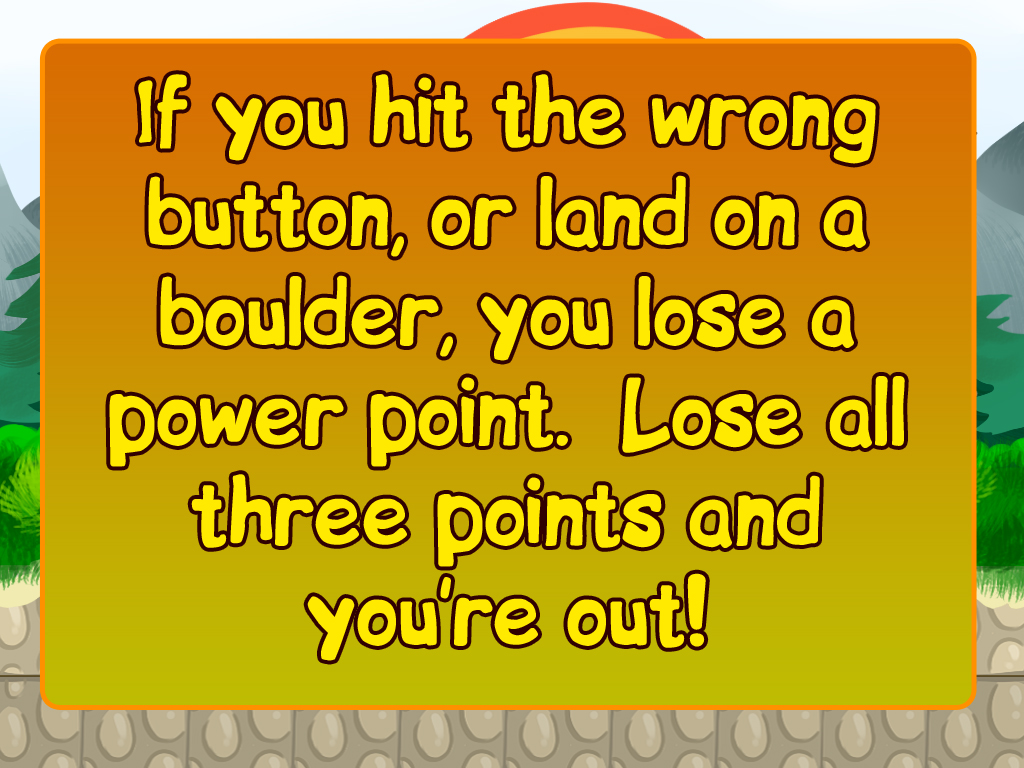 If you hit the wrong
button, or land on a
boulder, you lose a
power point.  Lose all
three points and
you're out!